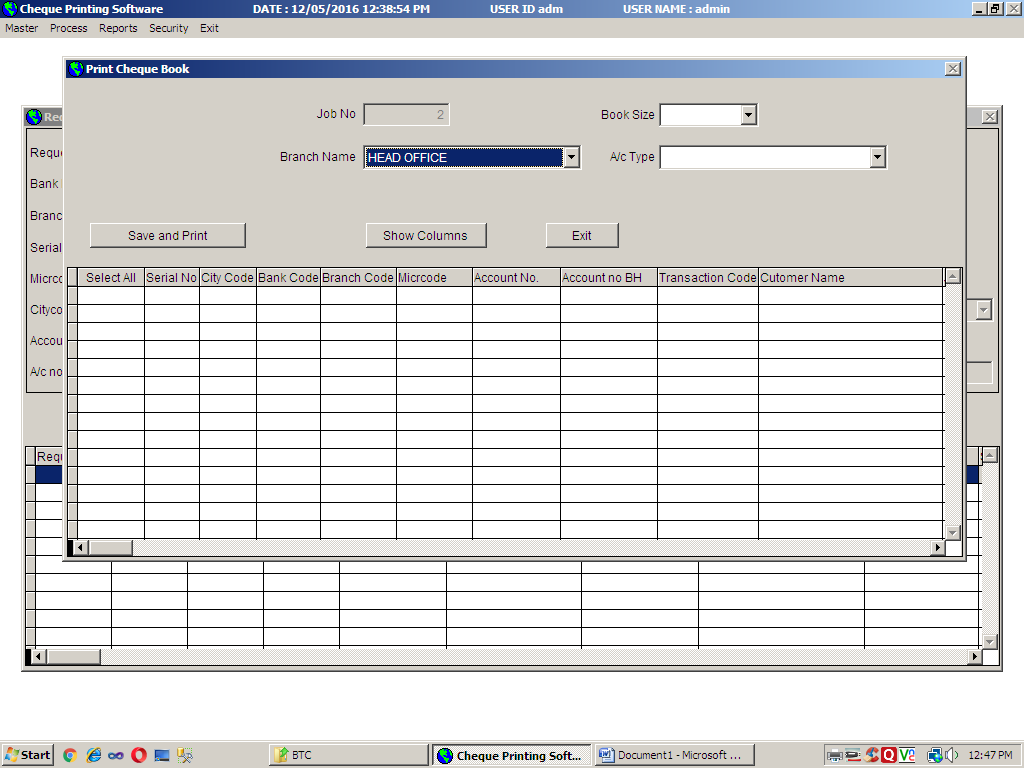 Cheque Printing Software DATE : 12/05/2016 12:38:54 PM USER ID adm USER NAME : admin
Master Process Reports Security Exit
Print Cheque Book
Job No 2 Book Size
Branch Name HEAD OFFICE A/c Type
Save and Print Show Columns Exit
Select All Serial No City Code Bank Code Branch Code Micrcode Account No. Account no BH Transaction Code Cutomer Name
Rec
Reque
Bank
Branc
Serial
Micrco
Cityco
Accou
A/c no
Requ
Start BTC Cheque Printing Soft... Document1 - Microsoft ... 12:47 PM